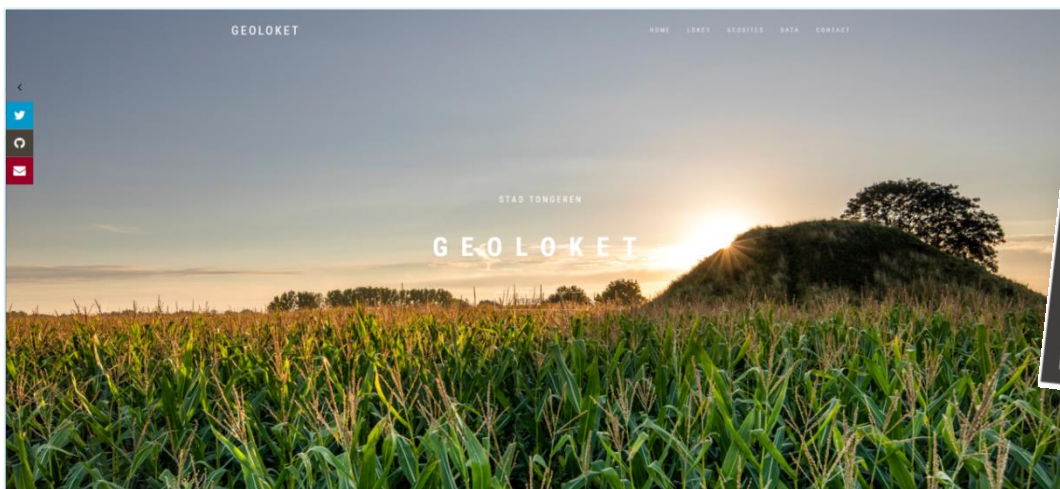 GEOLOKET
HOME LOKET GEOSITES DATA CONTACT
STAD TONGEREN
GEOLOKET